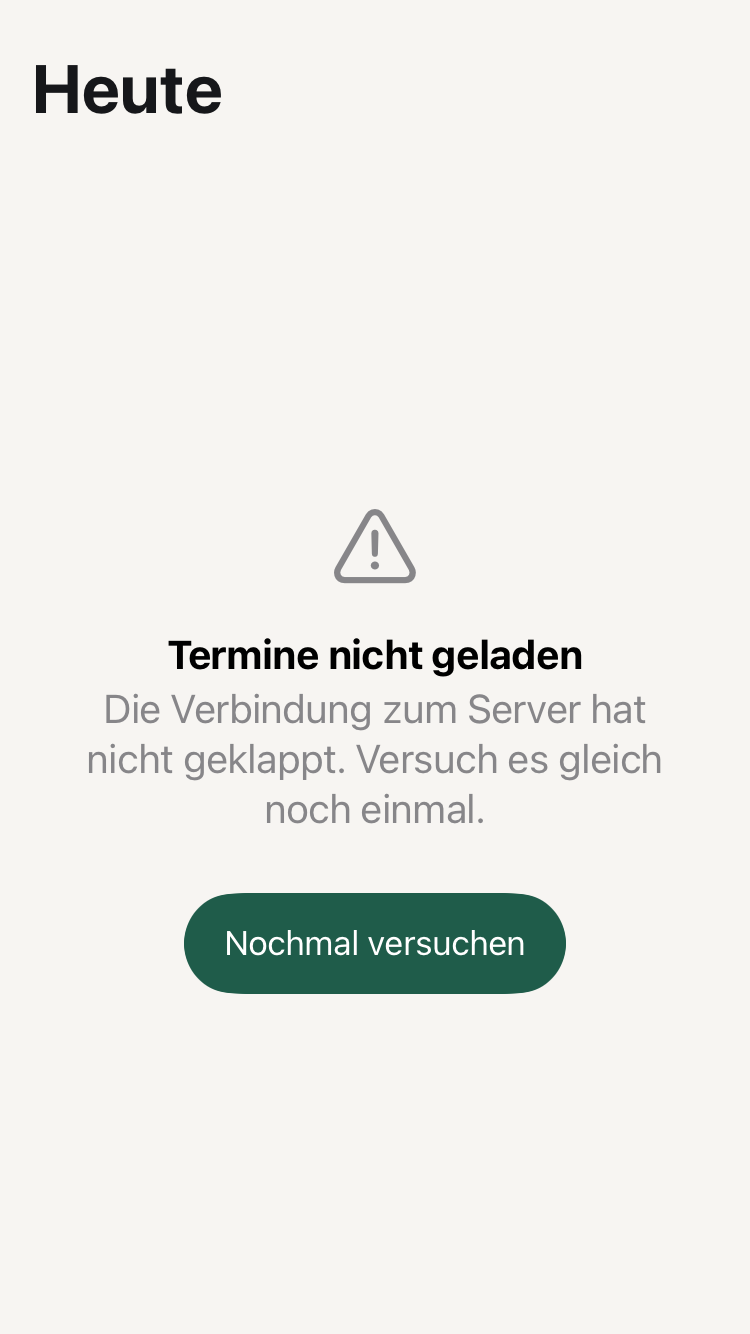 Heute
Termine nicht geladen
Die Verbindung zum Server hat
nicht geklappt. Versuch es gleich
noch einmal.
Nochmal versuchen